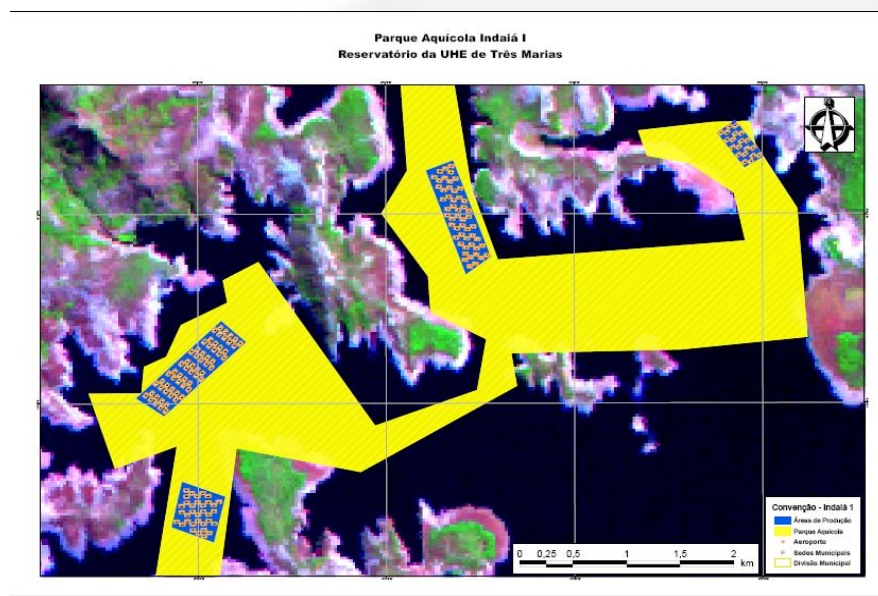 Parque Aquícola Indaiá I
Reservatório da UHE de Três Marias
Convenção - Indaiá 1
Áreas de Produção
Parque Aquícola
Aeroporto
Sedes Municipais
Divisão Municipal
0 0,25 0,5 1 1,5 2
km